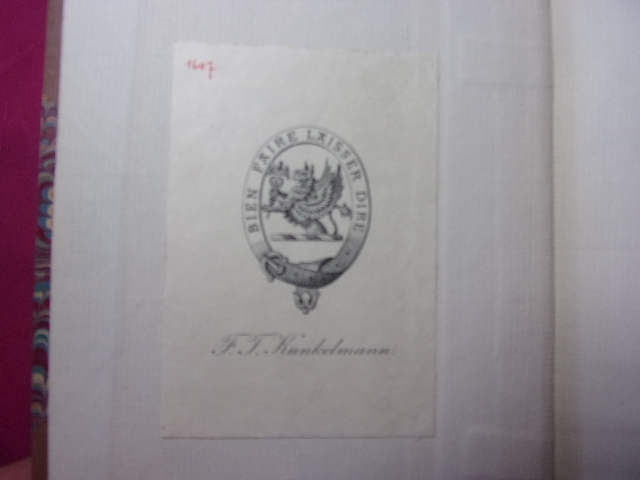 1607
BIEN FAIRE LAISSER DIRE
F. T. Kunkelmann.